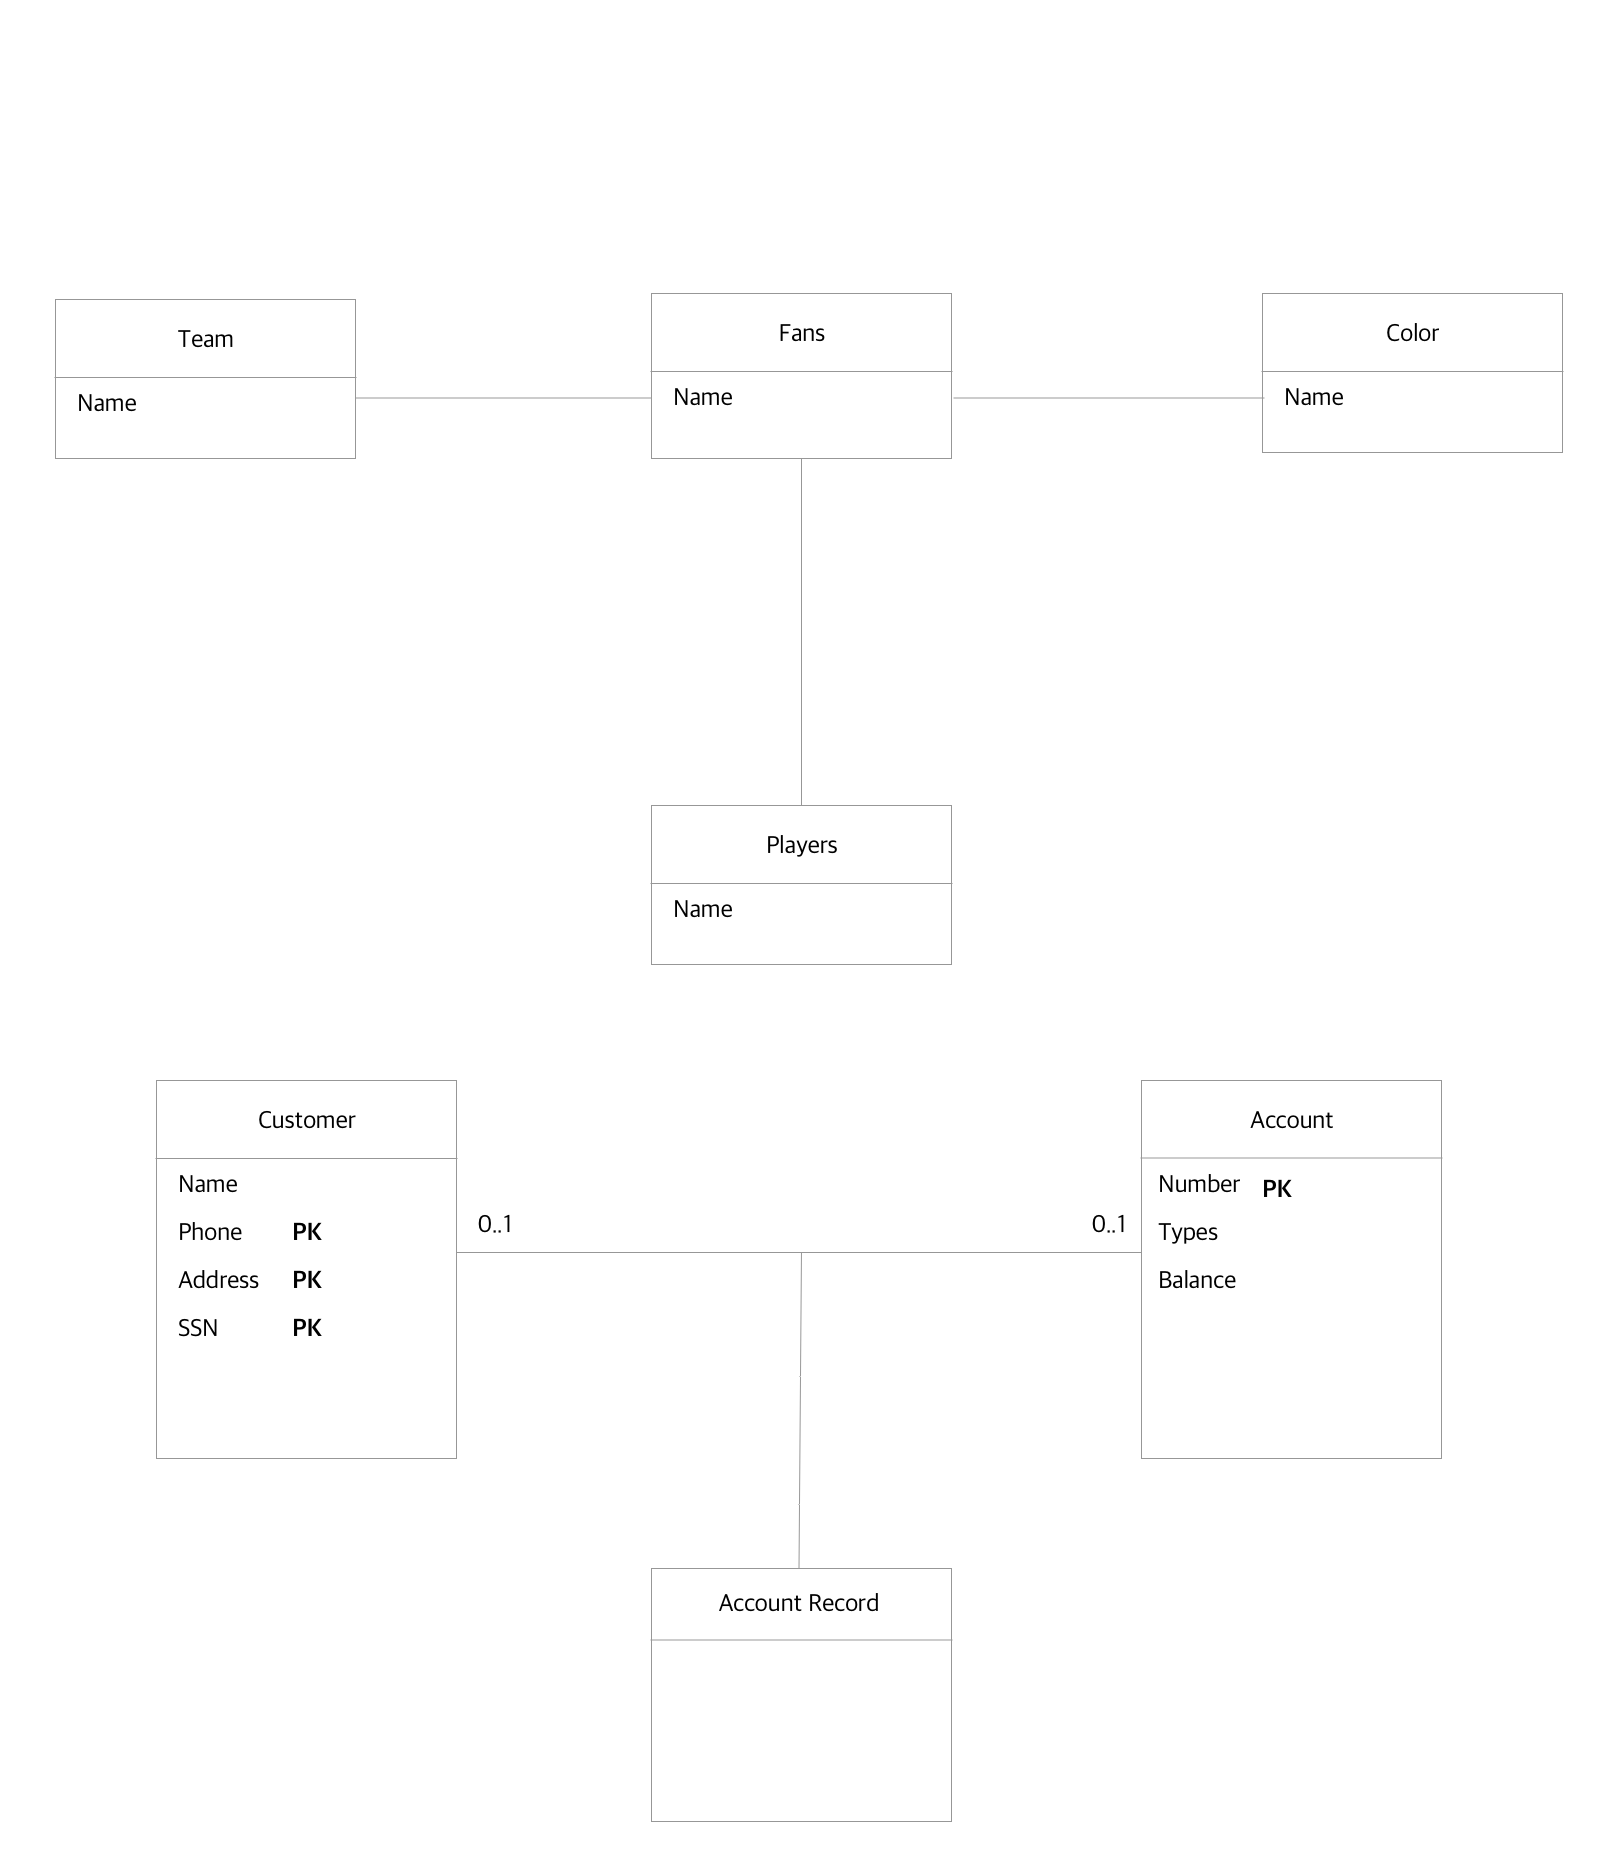 Team
Name
Fans
Name
Color
Name
Players
Name
Customer
Name
Phone PK
Address PK
SSN PK
0..1
0..1
Account
Number PK
Types
Balance
Account Record